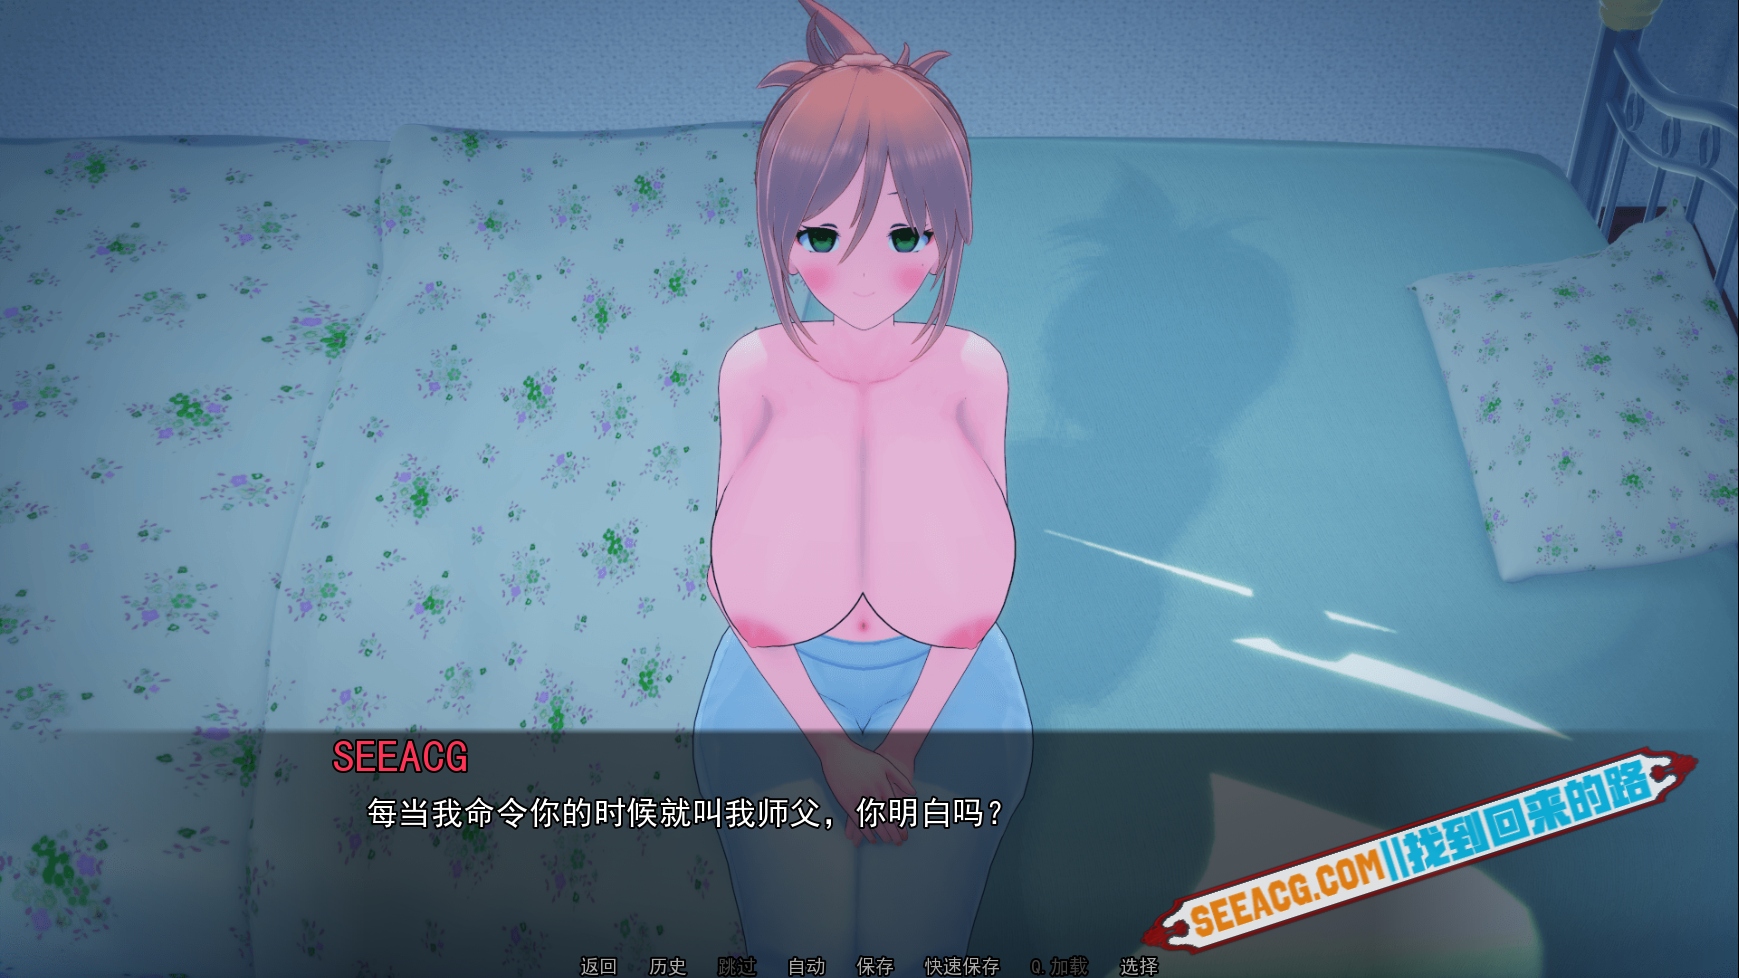 SEEACG
每当我命令你的时候就叫我师父，你明白吗？
SEEACG.COM||找到回来的路
返回 历史 跳过 自动 保存 快速保存 Q.加载 选择